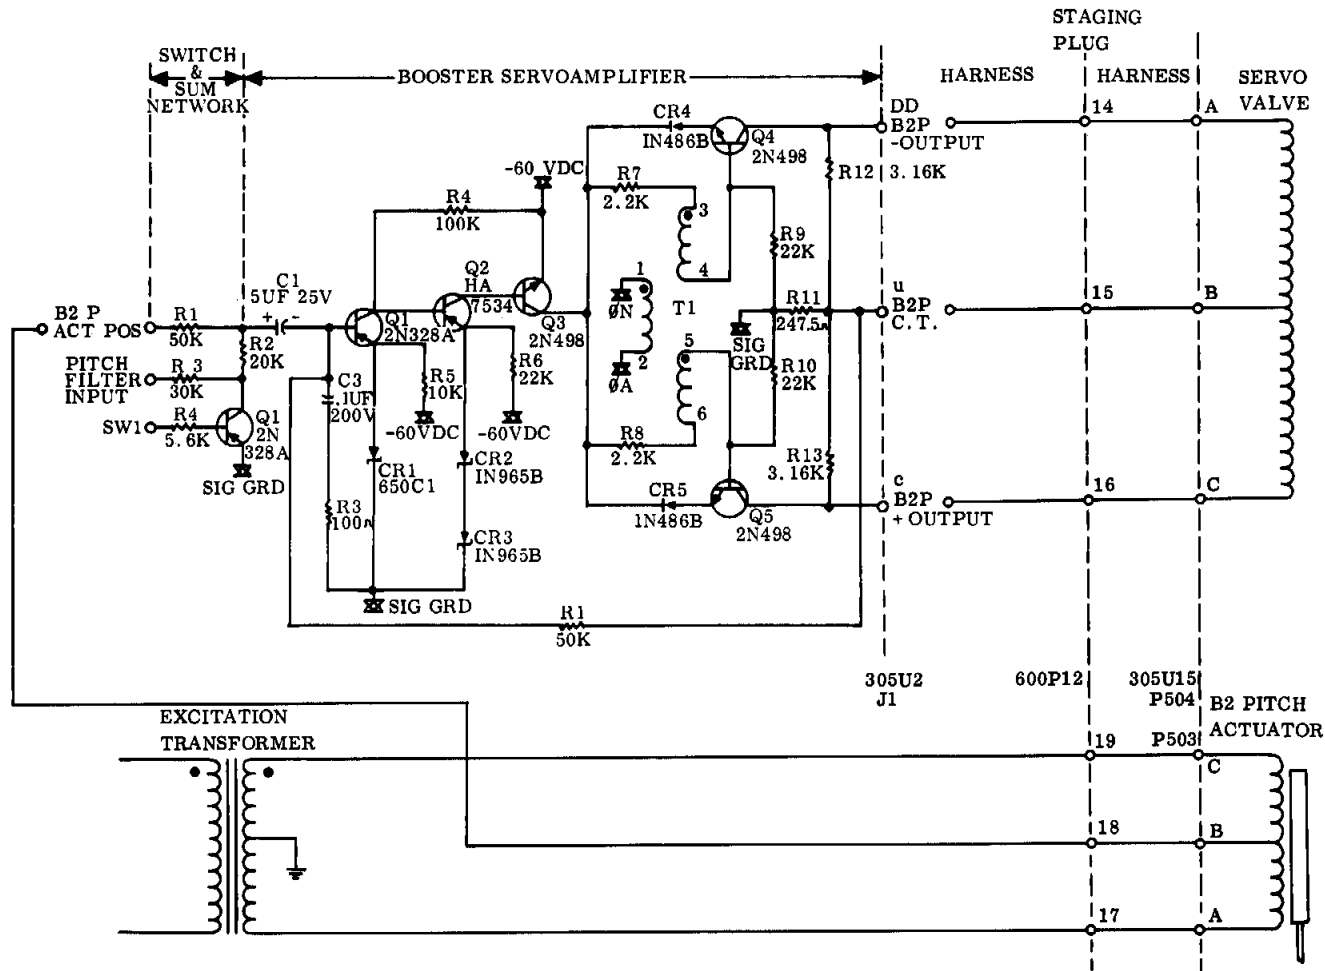 STAGING
PLUG
SWITCH
&
SUM
NETWORK
BOOSTER SERVOAMPLIFIER
HARNESS
HARNESS
SERVO
VALVE
CR4
IN486B
Q4
2N498
DD
B2P
-OUTPUT
14
A
-60 VDC
R12
3.16K
R7
2.2K
R4
100K
3
4
R9
22K
Q2
HA
7534
1
ØN
T1
C1
5UF 25V
+
-
B2 P
ACT POS
R1
50K
Q1
2N328A
Q3
2N498
R11
247.5Ω
u
B2P
C.T.
15
B
R2
20K
SIG
GRD
2
ØA
5
6
R6
22K
R10
22K
PITCH
FILTER
INPUT
R 3
30K
C3
.1UF
200V
R5
10K
-60VDC
-60VDC
SW1
R4
5.6K
Q1
2N
328A
SIG GRD
R8
2.2K
R13
3.16K
CR1
650C1
CR2
IN965B
CR5
1N486B
Q5
2N498
c
B2P
+ OUTPUT
16
C
R3
100Ω
CR3
IN965B
SIG GRD
R1
50K
305U2
J1
600P12
305U15
P504
B2 PITCH
ACTUATOR
EXCITATION
TRANSFORMER
19
P503
C
18
B
17
A